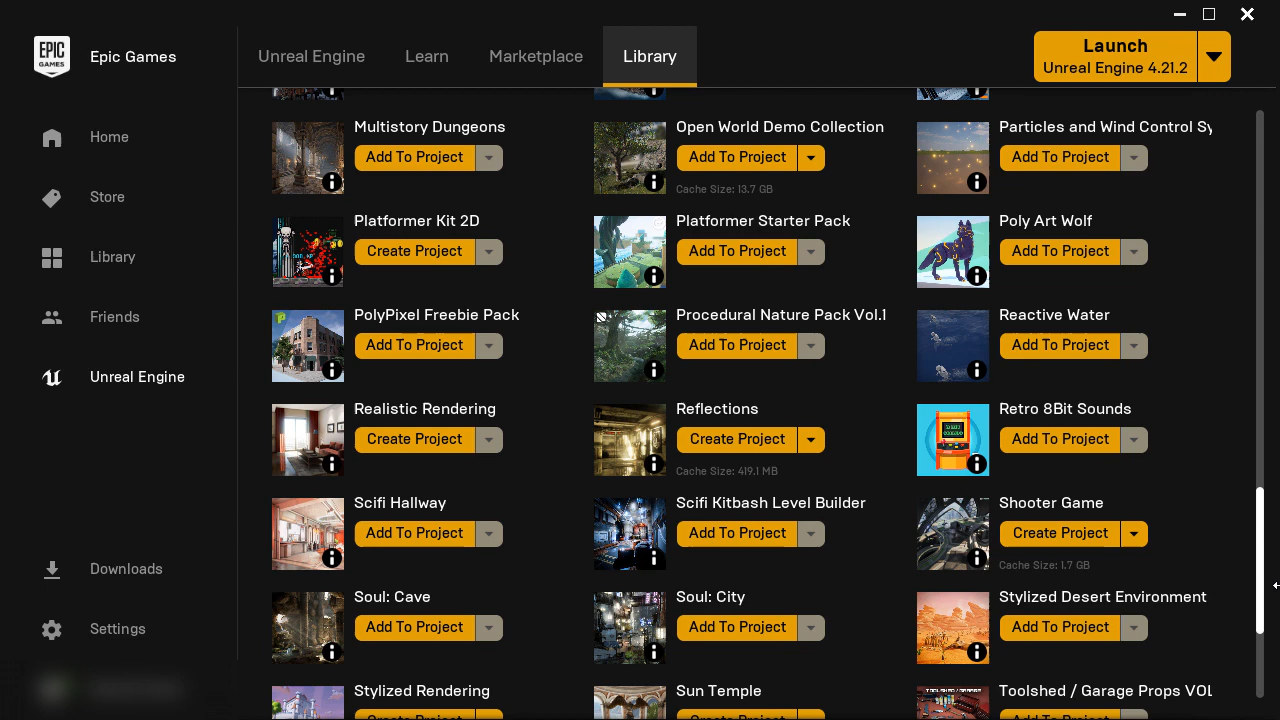 EPIC
GAMES
Epic Games
Unreal Engine
Learn
Marketplace
Library
Launch
Unreal Engine 4.21.2
Home
Store
Library
Friends
Unreal Engine
Downloads
Settings
Multistory Dungeons
Add To Project
Open World Demo Collection
Add To Project
Cache Size: 13.7 GB
Particles and Wind Control Sy
Add To Project
Platformer Kit 2D
Create Project
Platformer Starter Pack
Add To Project
Poly Art Wolf
Add To Project
PolyPixel Freebie Pack
Add To Project
Procedural Nature Pack Vol.1
Add To Project
Reactive Water
Add To Project
Realistic Rendering
Create Project
Reflections
Create Project
Cache Size: 419.1 MB
Retro 8Bit Sounds
Add To Project
Scifi Hallway
Add To Project
Scifi Kitbash Level Builder
Add To Project
Shooter Game
Create Project
Cache Size: 1.7 GB
Soul: Cave
Add To Project
Soul: City
Add To Project
Stylized Desert Environment
Add To Project
Stylized Rendering
Create Project
Sun Temple
Create Project
Toolshed / Garage Props VOL
Add To Project